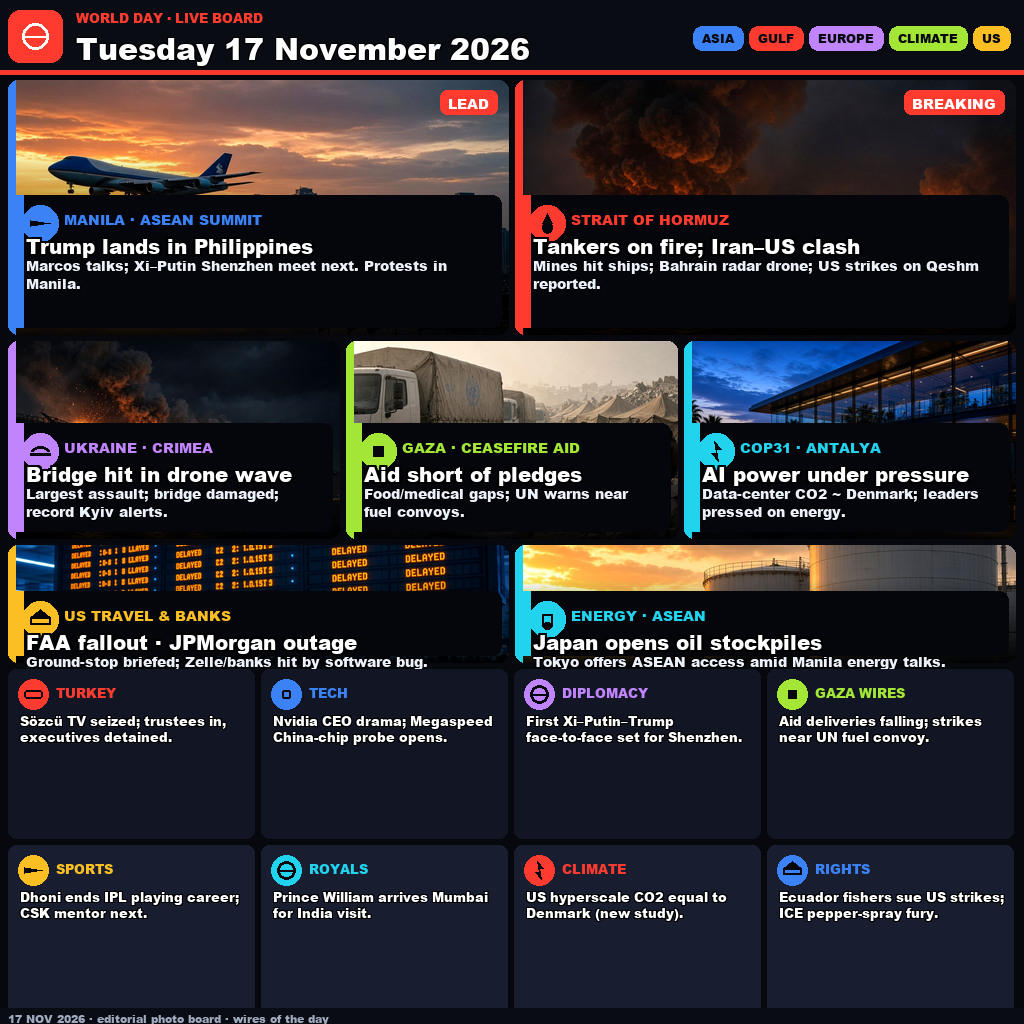 WORLD DAY · LIVE BOARD
Tuesday 17 November 2026
ASIA
GULF
EUROPE
CLIMATE
US
LEAD
MANILA · ASEAN SUMMIT
Trump lands in Philippines
Marcos talks; Xi–Putin Shenzhen meet next. Protests in
Manila.
BREAKING
STRAIT OF HORMUZ
Tankers on fire; Iran–US clash
Mines hit ships; Bahrain radar drone; US strikes on Qeshm
reported.
UKRAINE · CRIMEA
Bridge hit in drone wave
Largest assault; bridge damaged;
record Kyiv alerts.
GAZA · CEASEFIRE AID
Aid short of pledges
Food/medical gaps; UN warns near
fuel convoys.
COP31 · ANTALYA
AI power under pressure
Data-center CO2 ~ Denmark; leaders
pressed on energy.
DELAYED DELAYED DELAYED
DELAYED DELAYED DELAYED DELAYED
DELAYED DELAYED DELAYED DELAYED
US TRAVEL & BANKS
FAA fallout · JPMorgan outage
Ground-stop briefed; Zelle/banks hit by software bug.
ENERGY · ASEAN
Japan opens oil stockpiles
Tokyo offers ASEAN access amid Manila energy talks.
TURKEY
Sözcü TV seized; trustees in,
executives detained.
TECH
Nvidia CEO drama; Megaspeed
China-chip probe opens.
DIPLOMACY
First Xi–Putin–Trump
face-to-face set for Shenzhen.
GAZA WIRES
Aid deliveries falling; strikes
near UN fuel convoy.
SPORTS
Dhoni ends IPL playing career;
CSK mentor next.
ROYALS
Prince William arrives Mumbai
for India visit.
CLIMATE
US hyperscale CO2 equal to
Denmark (new study).
RIGHTS
Ecuador fishers sue US strikes;
ICE pepper-spray fury.
17 NOV 2026 · editorial photo board · wires of the day